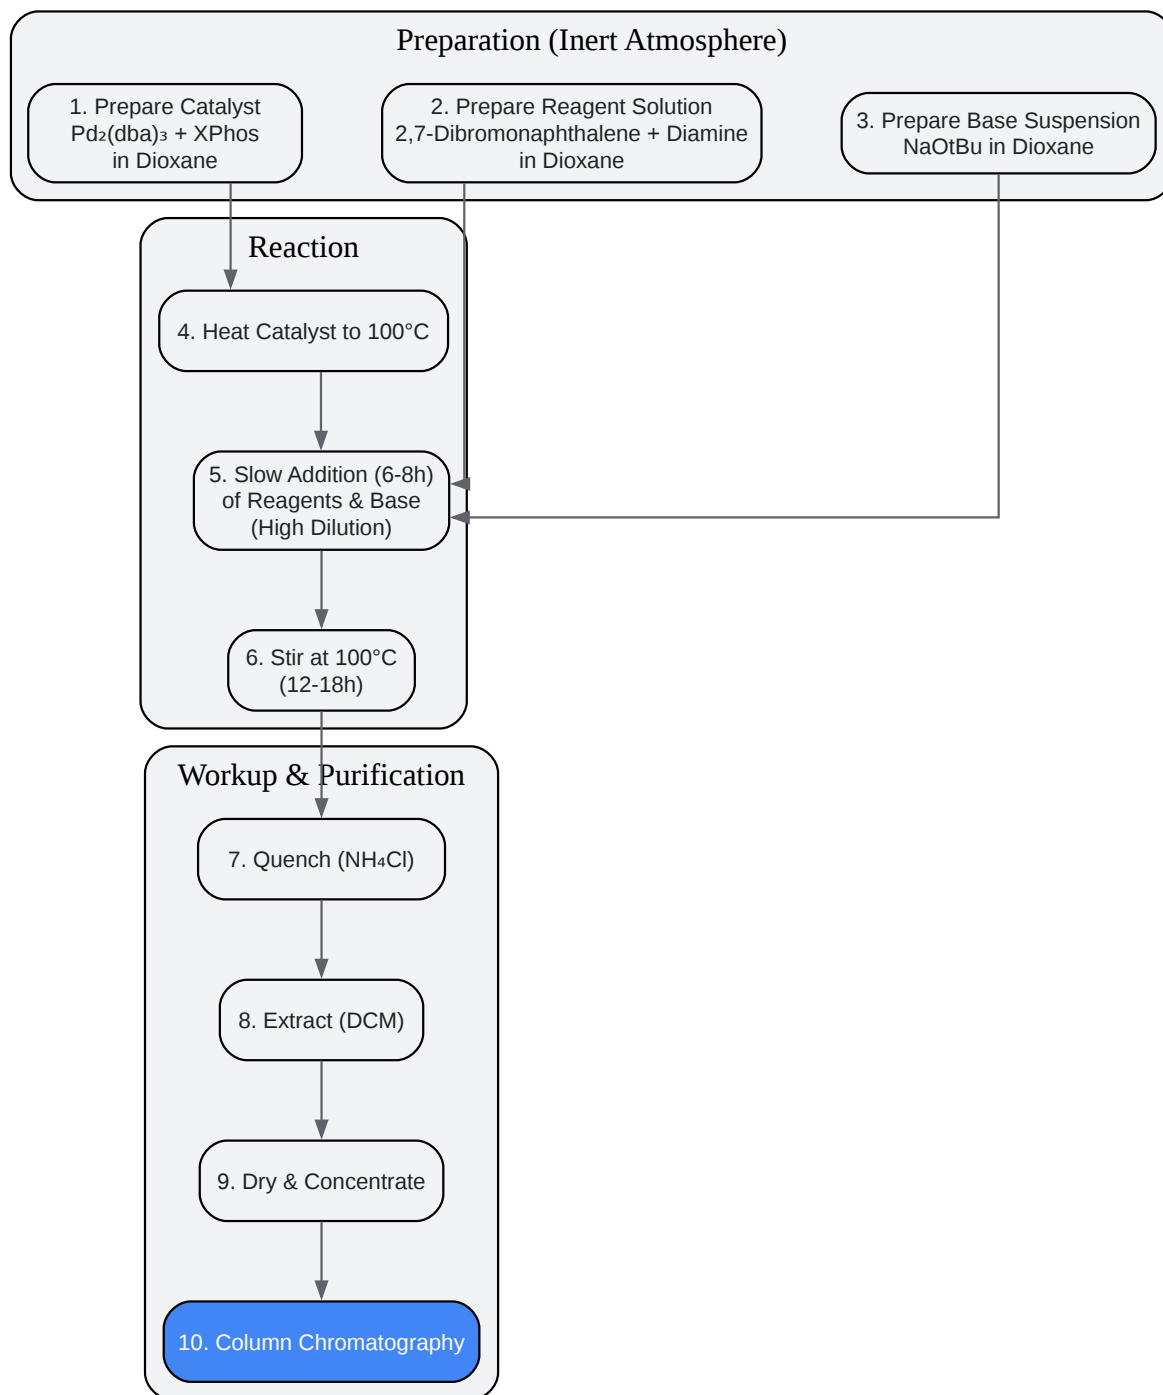 Preparation (Inert Atmosphere)
1. Prepare Catalyst
Pd₂(dba)₃ + XPhos
in Dioxane
2. Prepare Reagent Solution
2,7-Dibromonaphthalene + Diamine
in Dioxane
3. Prepare Base Suspension
NaOtBu in Dioxane
Reaction
4. Heat Catalyst to 100°C
5. Slow Addition (6-8h)
of Reagents & Base
(High Dilution)
6. Stir at 100°C
(12-18h)
Workup & Purification
7. Quench (NH₄Cl)
8. Extract (DCM)
9. Dry & Concentrate
10. Column Chromatography